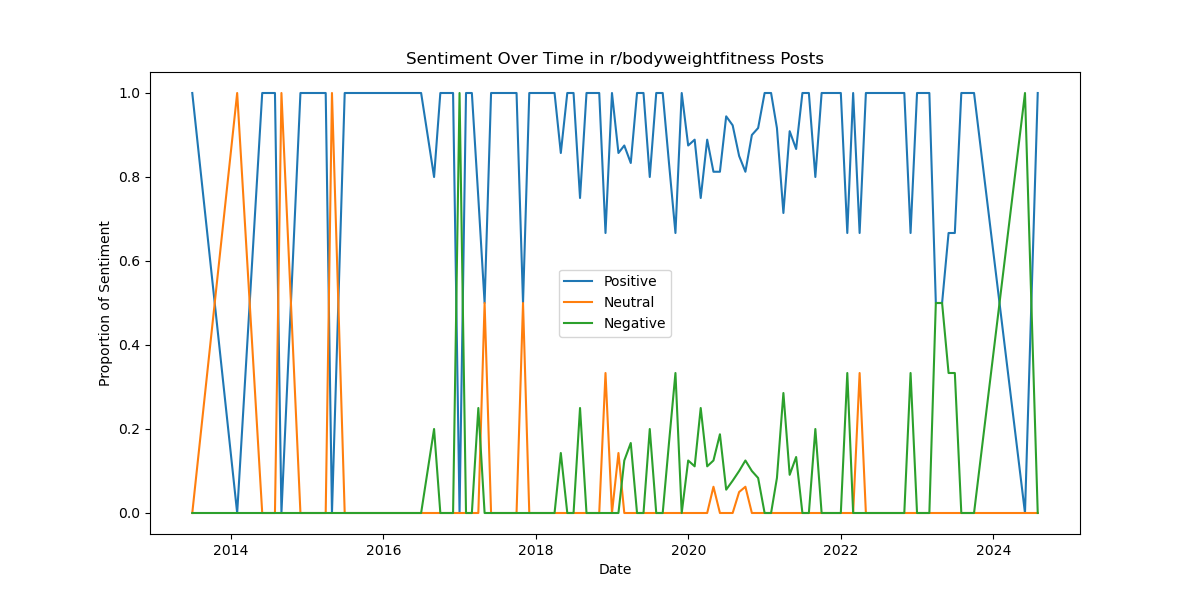 Sentiment Over Time in r/bodyweightfitness Posts
Proportion of Sentiment
1.0
0.8
0.6
0.4
0.2
0.0
Positive
Neutral
Negative
2014 2016 2018 2020 2022 2024
Date